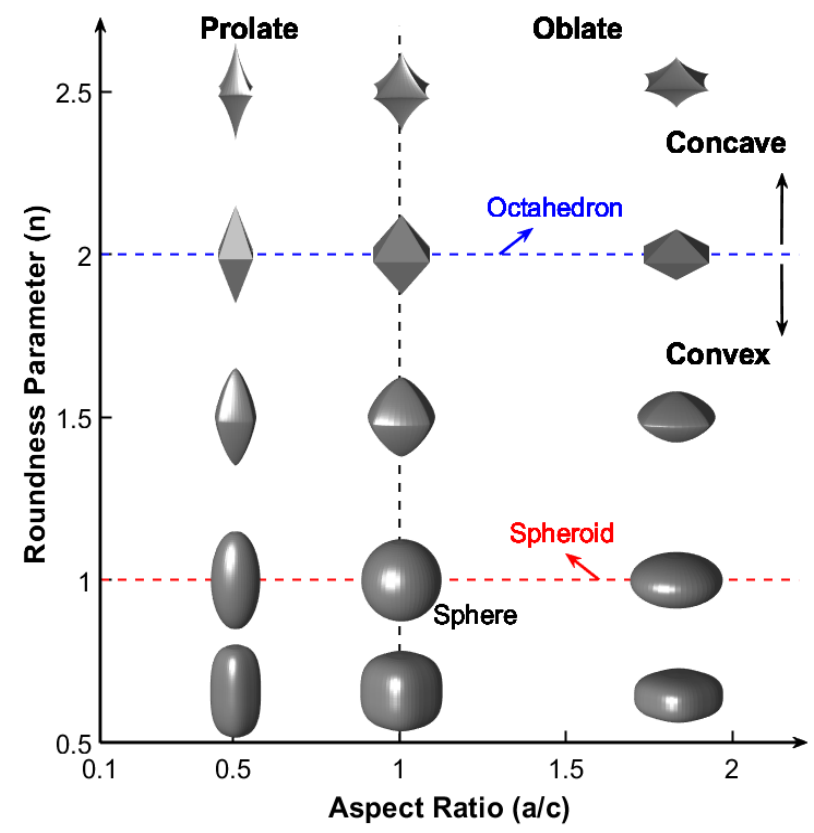 Prolate
Oblate
2.5
Concave
Octahedron
2
Convex
1.5
Spheroid
1
Sphere
0.5
0.1
0.5
1
1.5
2
Aspect Ratio (a/c)
Roundness Parameter (n)